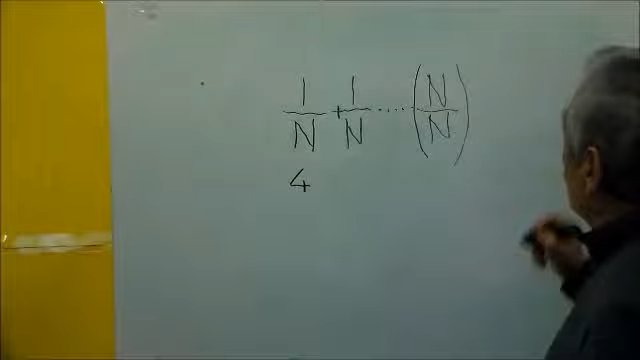 1/N + 1/N ..... (N/N)
4